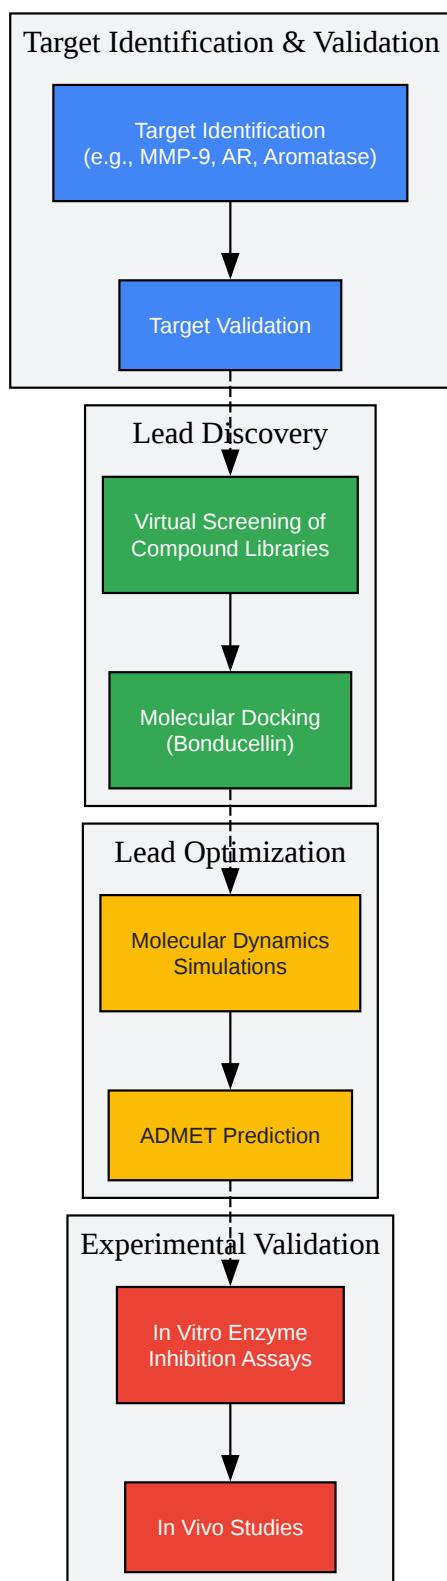 Target Identification & Validation
Target Identification
(e.g., MMP-9, AR, Aromatase)
Target Validation
Lead Discovery
Virtual Screening of
Compound Libraries
Molecular Docking
(Bonducellin)
Lead Optimization
Molecular Dynamics
Simulations
ADMET Prediction
Experimental Validation
In Vitro Enzyme
Inhibition Assays
In Vivo Studies